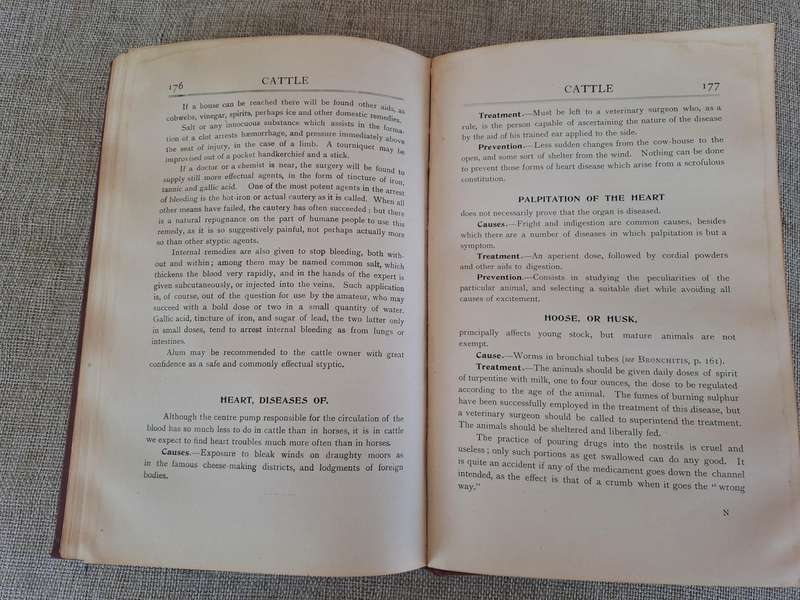 176 CATTLE
If a house can be reached there will be found other aids, as
cobwebs, vinegar, spirits, perhaps ice and other domestic remedies.
Salt or any innocuous substance which assists in the forma-
tion of a clot arrests hæmorrhage, and pressure immediately above
the seat of injury, in the case of a limb. A tourniquet may be
improvised out of a pocket handkerchief and a stick.
If a doctor or a chemist is near, the surgery will be found to
supply still more effectual agents, in the form of tincture of iron,
tannic and gallic acid. One of the most potent agents in the arrest
of bleeding is the hot-iron or actual cautery as it is called. When all
other means have failed, the cautery has often succeeded; but there
is a natural repugnance on the part of humane people to use this
remedy, as it is so suggestively painful, not perhaps actually more
so than other styptic agents.
Internal remedies are also given to stop bleeding, both with-
out and within; among them may be named common salt, which
thickens the blood very rapidly, and in the hands of the expert is
given subcutaneously, or injected into the veins. Such application
is, of course, out of the question for use by the amateur, who may
succeed with a bold dose or two in a small quantity of water.
Gallic acid, tincture of iron, and sugar of lead, the two latter only
in small doses, tend to arrest internal bleeding as from lungs or
intestines.
Alum may be recommended to the cattle owner with great
confidence as a safe and commonly effectual styptic.
HEART, DISEASES OF.
Although the centre pump responsible for the circulation of the
blood has so much less to do in cattle than in horses, it is in cattle
we expect to find heart troubles much more often than in horses.
Causes.—Exposure to bleak winds on draughty moors as
in the famous cheese-making districts, and lodgments of foreign
bodies.
CATTLE 177
Treatment.—Must be left to a veterinary surgeon who, as a
rule, is the person capable of ascertaining the nature of the disease
by the aid of his trained ear applied to the side.
Prevention.—Less sudden changes from the cow-house to the
open, and some sort of shelter from the wind. Nothing can be done
to prevent those forms of heart disease which arise from a scrofulous
constitution.
PALPITATION OF THE HEART
does not necessarily prove that the organ is diseased.
Causes.—Fright and indigestion are common causes, besides
which there are a number of diseases in which palpitation is but a
symptom.
Treatment.—An aperient dose, followed by cordial powders
and other aids to digestion.
Prevention.—Consists in studying the peculiarities of the
particular animal, and selecting a suitable diet while avoiding all
causes of excitement.
HOOSE, OR HUSK,
principally affects young stock, but mature animals are not
exempt.
Cause.—Worms in bronchial tubes (see BRONCHITIS, p. 161).
Treatment.—The animals should be given daily doses of spirit
of turpentine with milk, one to four ounces, the dose to be regulated
according to the age of the animal. The fumes of burning sulphur
have been successfully employed in the treatment of this disease, but
a veterinary surgeon should be called to superintend the treatment.
The animals should be sheltered and liberally fed.
The practice of pouring drugs into the nostrils is cruel and
useless; only such portions as get swallowed can do any good. It
is quite an accident if any of the medicament goes down the channel
intended, as the effect is that of a crumb when it goes the "wrong
way."
N